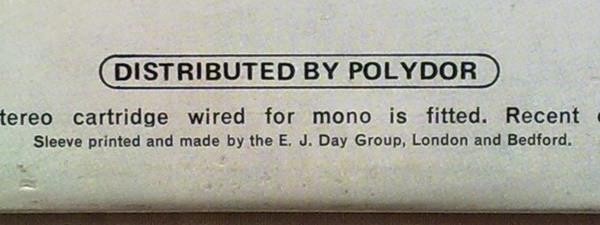 DISTRIBUTED BY POLYDOR
tereo cartridge wired for mono is fitted. Recent
Sleeve printed and made by the E. J. Day Group, London and Bedford.